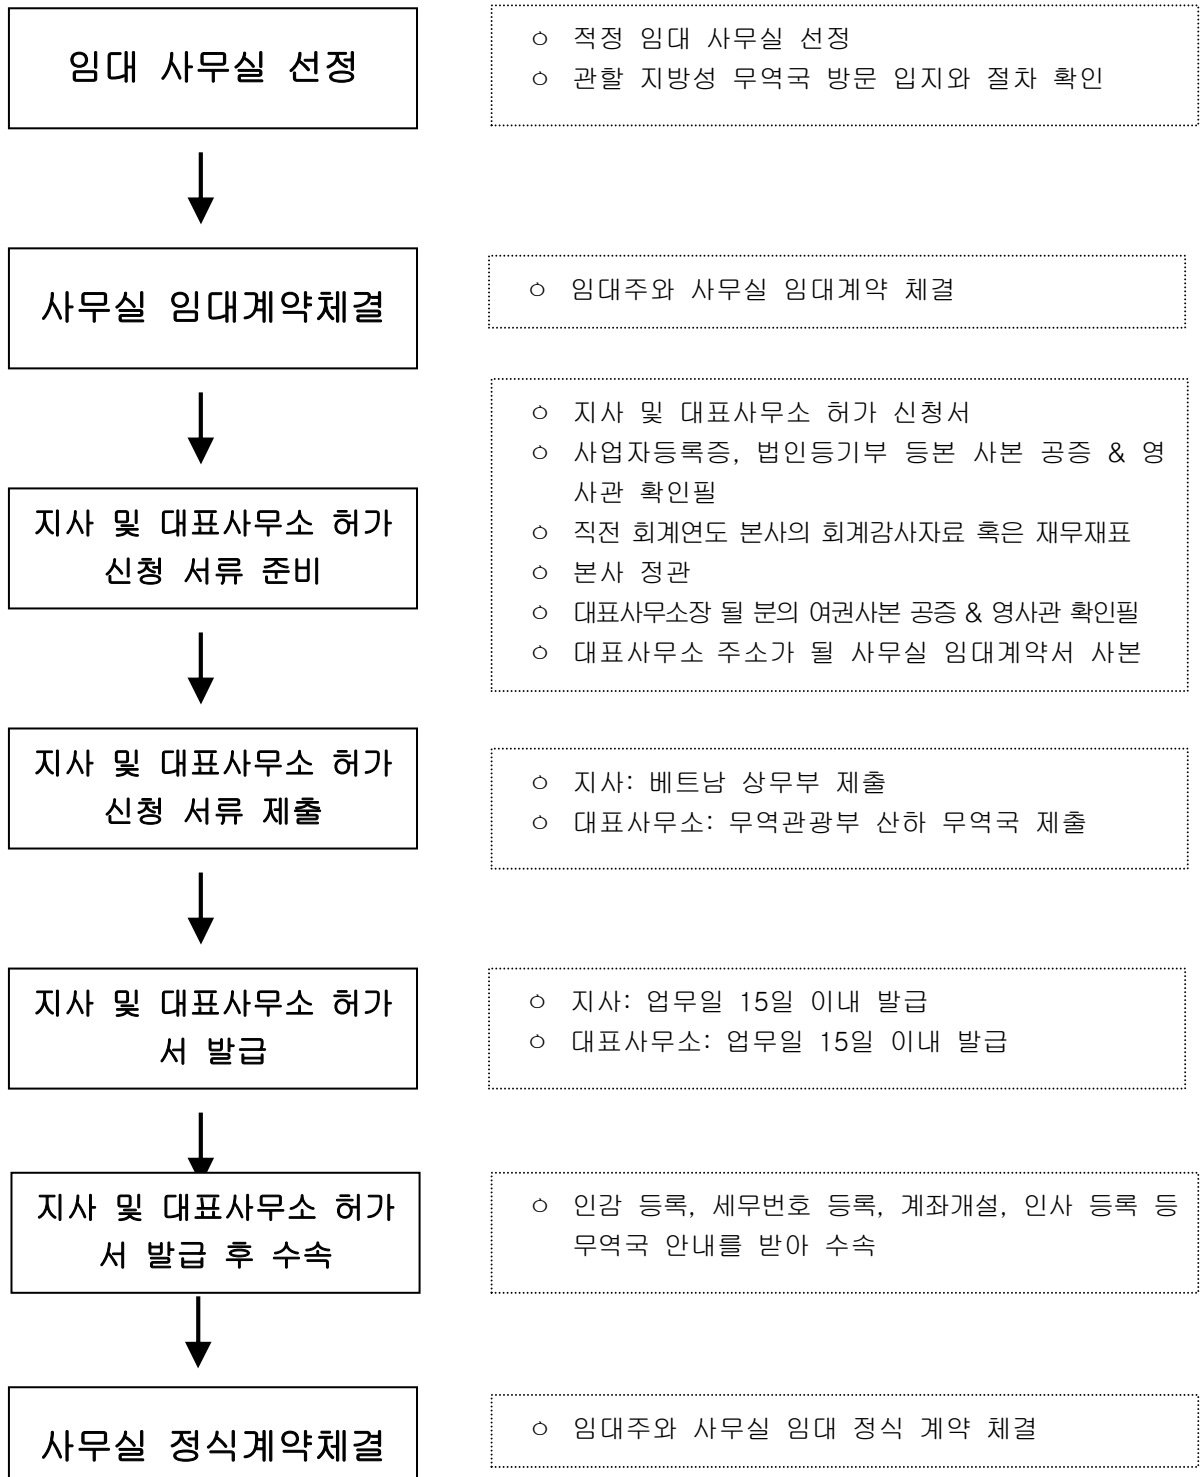 임대 사무실 선정
ㅇ 적정 임대 사무실 선정
ㅇ 관할 지방성 무역국 방문 입지와 절차 확인
사무실 임대계약체결
ㅇ 임대주와 사무실 임대계약 체결
지사 및 대표사무소 허가
신청 서류 준비
ㅇ 지사 및 대표사무소 허가 신청서
ㅇ 사업자등록증, 법인등기부 등본 사본 공증 & 영
사관 확인필
ㅇ 직전 회계연도 본사의 회계감사자료 혹은 재무재표
ㅇ 본사 정관
ㅇ 대표사무소장 될 분의 여권사본 공증 & 영사관 확인필
ㅇ 대표사무소 주소가 될 사무실 임대계약서 사본
지사 및 대표사무소 허가
신청 서류 제출
ㅇ 지사: 베트남 상무부 제출
ㅇ 대표사무소: 무역관광부 산하 무역국 제출
지사 및 대표사무소 허가
서 발급
ㅇ 지사: 업무일 15일 이내 발급
ㅇ 대표사무소: 업무일 15일 이내 발급
지사 및 대표사무소 허가
서 발급 후 수속
ㅇ 인감 등록, 세무번호 등록, 계좌개설, 인사 등록 등
무역국 안내를 받아 수속
사무실 정식계약체결
ㅇ 임대주와 사무실 임대 정식 계약 체결